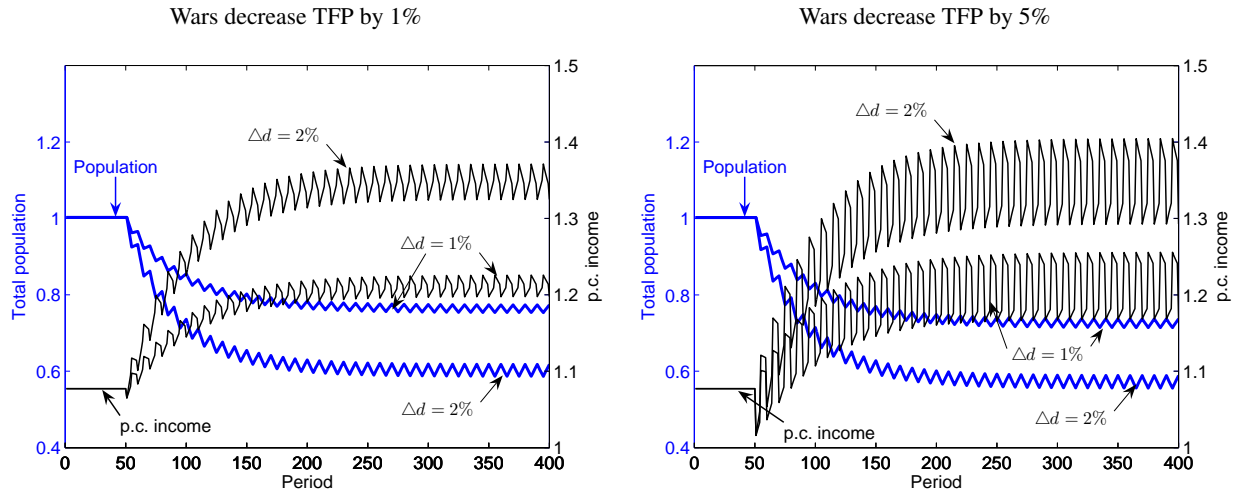 Wars decrease TFP by 1%
1.5
△d = 2%
1.4
1.2
Population
Total population
1
1.3
p.c. income
△d = 1%
0.8
1.2
0.6
1.1
△d = 2%
p.c. income
0.4
1
0 50 100 150 200 250 300 350 400
Period
Wars decrease TFP by 5%
1.5
△d = 2%
1.4
1.2
Population
Total population
1
1.3
p.c. income
0.8
1.2
△d = 1%
0.6
1.1
△d = 2%
p.c. income
0.4
1
0 50 100 150 200 250 300 350 400
Period